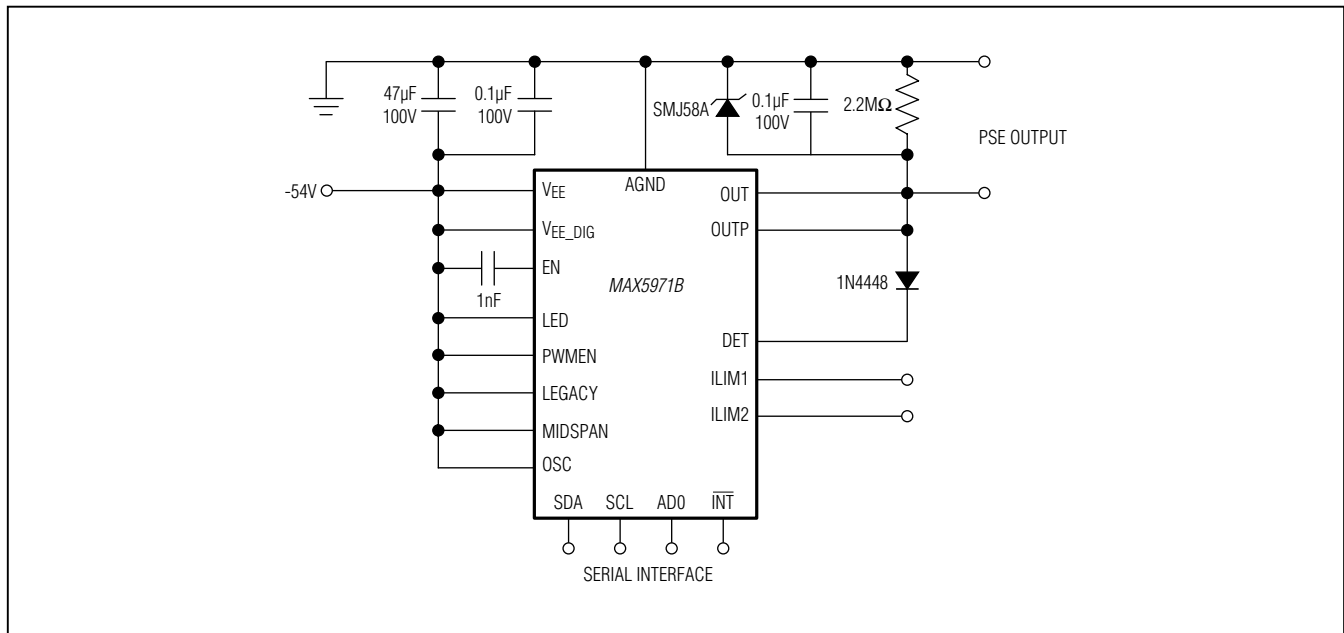 47µF
100V
0.1µF
100V
SMJ58A
0.1µF
100V
2.2MΩ
PSE OUTPUT
-54V
VEE
AGND
OUT
VEE_DIG
OUTP
EN
1nF
MAX5971B
1N4448
LED
DET
PWMEN
ILIM1
LEGACY
ILIM2
MIDSPAN
OSC
SDA SCL AD0 INT
SERIAL INTERFACE